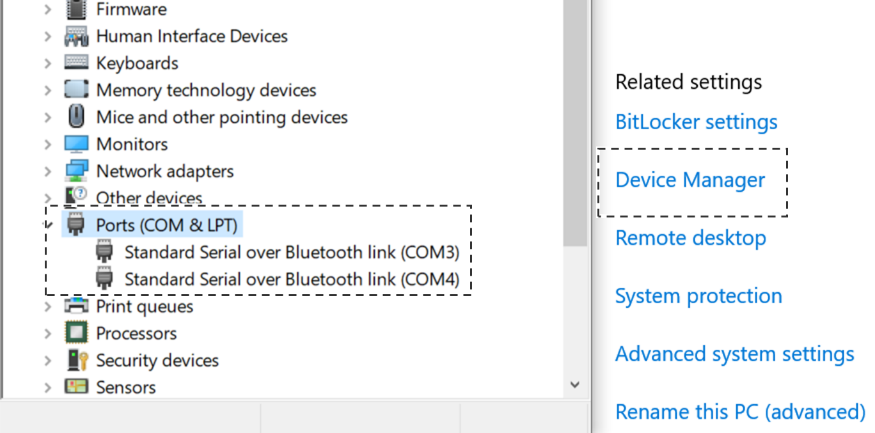 Firmware
Human Interface Devices
Keyboards
Memory technology devices
Mice and other pointing devices
Monitors
Network adapters
Other devices
Ports (COM & LPT)
Standard Serial over Bluetooth link (COM3)
Standard Serial over Bluetooth link (COM4)
Print queues
Processors
Security devices
Sensors
Related settings
BitLocker settings
Device Manager
Remote desktop
System protection
Advanced system settings
Rename this PC (advanced)